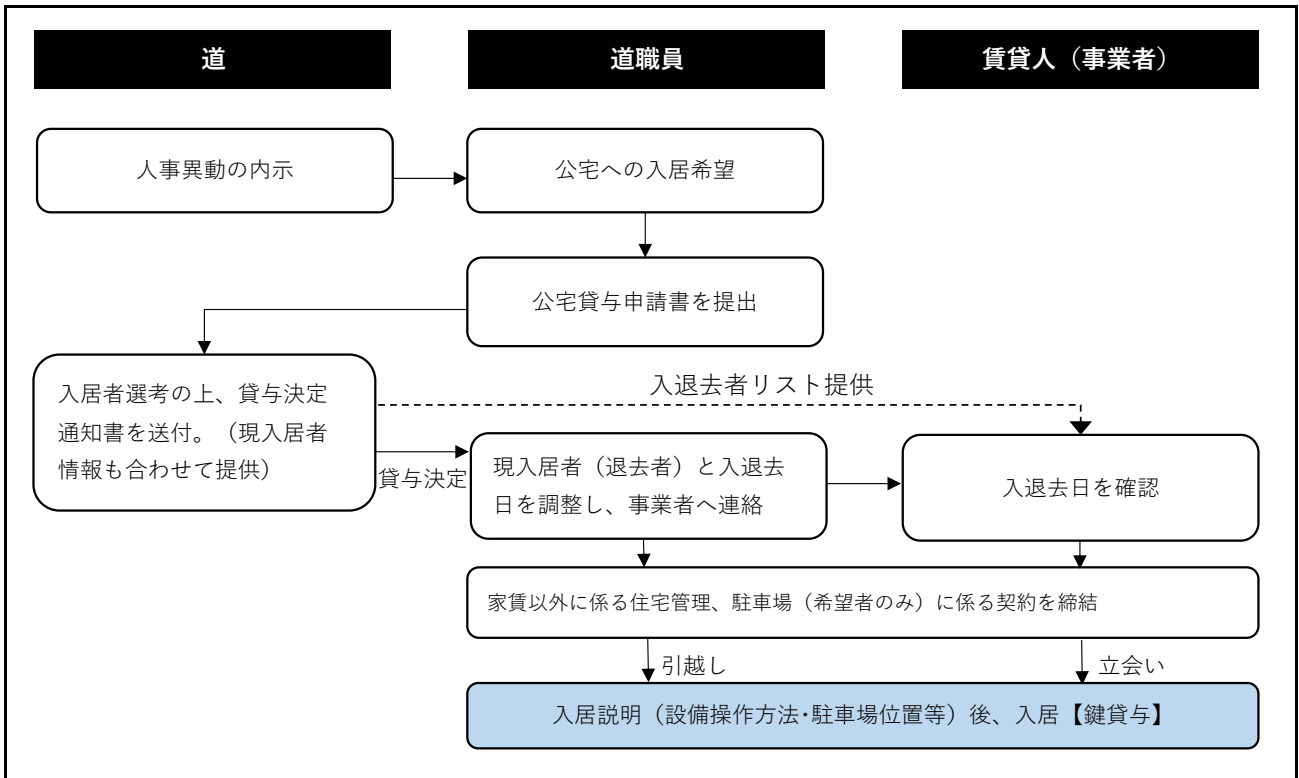 道
道職員
賃貸人（事業者）
人事異動の内示
公宅への入居希望
公宅貸与申請書を提出
入居者選考の上、貸与決定
通知書を送付。（現入居者
情報も合わせて提供）
入退去者リスト提供
貸与決定
現入居者（退去者）と入退去
日を調整し、事業者へ連絡
入退去日を確認
家賃以外に係る住宅管理、駐車場（希望者のみ）に係る契約を締結
引越し
立会い
入居説明（設備操作方法･駐車場位置等）後、入居【鍵貸与】